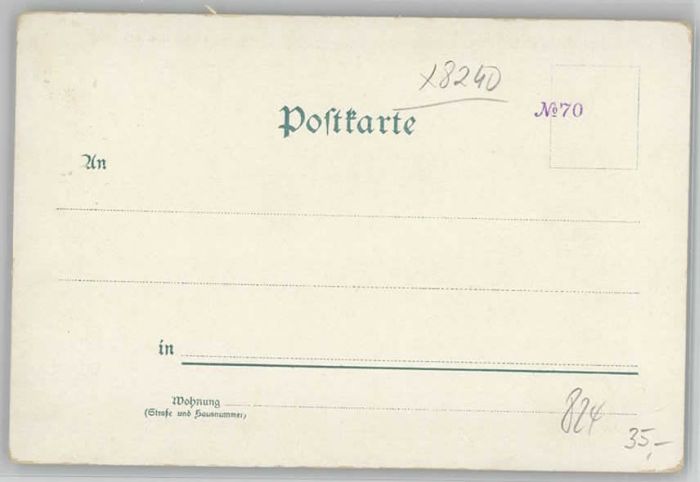 x8240
Postkarte
№70
An
in
Wohnung
(Straße und Hausnummer)
824
35,-